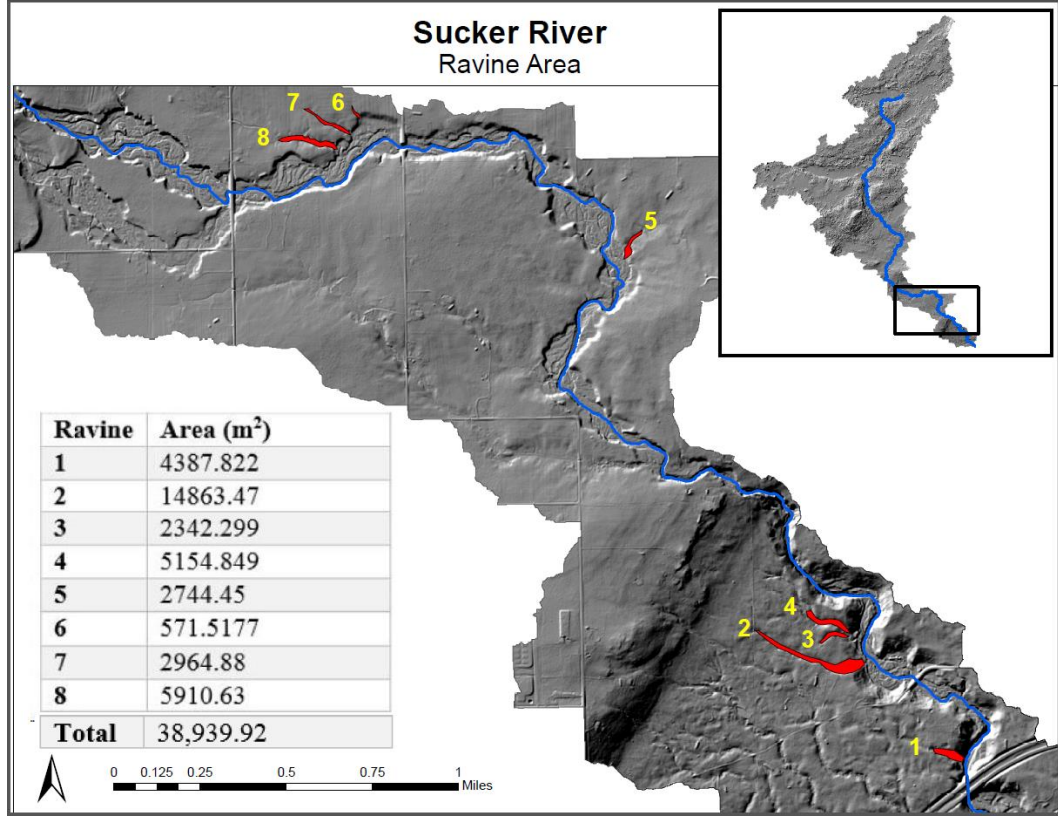 Sucker River
Ravine Area
7
6
8
5
Ravine Area (m²)
1 4387.822
2 14863.47
3 2342.299
4 5154.849
5 2744.45
6 571.5177
7 2964.88
8 5910.63
Total 38,939.92
4
2
3
1
0 0.125 0.25 0.5 0.75 1
Miles